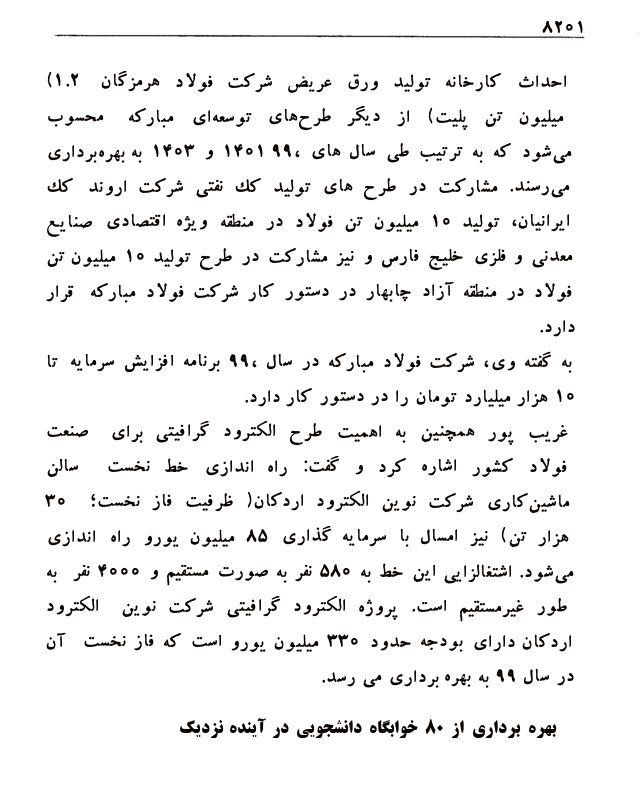 ۸۲۰۱
احداث کارخانه تولید ورق عریض شرکت فولاد هرمزگان ۱.۲)
میلیون تن پلیت) از دیگر طرح‌های توسعه‌ای مبارکه محسوب
می‌شود که به ترتیب طی سال های ،۹۹ ۱۴۰۱ و ۱۴۰۳ به بهره‌برداری
می‌رسند. مشارکت در طرح های تولید کك نفتی شرکت اروند کك
ایرانیان، تولید ۱۰ میلیون تن فولاد در منطقه ویژه اقتصادی صنایع
معدنی و فلزی خلیج فارس و نیز مشارکت در طرح تولید ۱۰ میلیون تن
فولاد در منطقه آزاد چابهار در دستور کار شرکت فولاد مبارکه قرار
دارد.
به گفته وی، شرکت فولاد مبارکه در سال ،۹۹ برنامه افزایش سرمایه تا
۱۰ هزار میلیارد تومان را در دستور کار دارد.
غریب پور همچنین به اهمیت طرح الکترود گرافیتی برای صنعت
فولاد کشور اشاره کرد و گفت: راه اندازی خط نخست سالن
ماشین‌کاری شرکت نوین الکترود اردکان( ظرفیت فاز نخست؛ ۳۰
هزار تن) نیز امسال با سرمایه گذاری ۸۵ میلیون یورو راه اندازی
می‌شود. اشتغالزایی این خط به ۵۸۰ نفر به صورت مستقیم و ۴۰۰۰ نفر به
طور غیرمستقیم است. پروژه الکترود گرافیتی شرکت نوین الکترود
اردکان دارای بودجه حدود ۳۳۰ میلیون یورو است که فاز نخست آن
در سال ۹۹ به بهره برداری می رسد.
بهره برداری از ۸۰ خوابگاه دانشجویی در آینده نزدیک